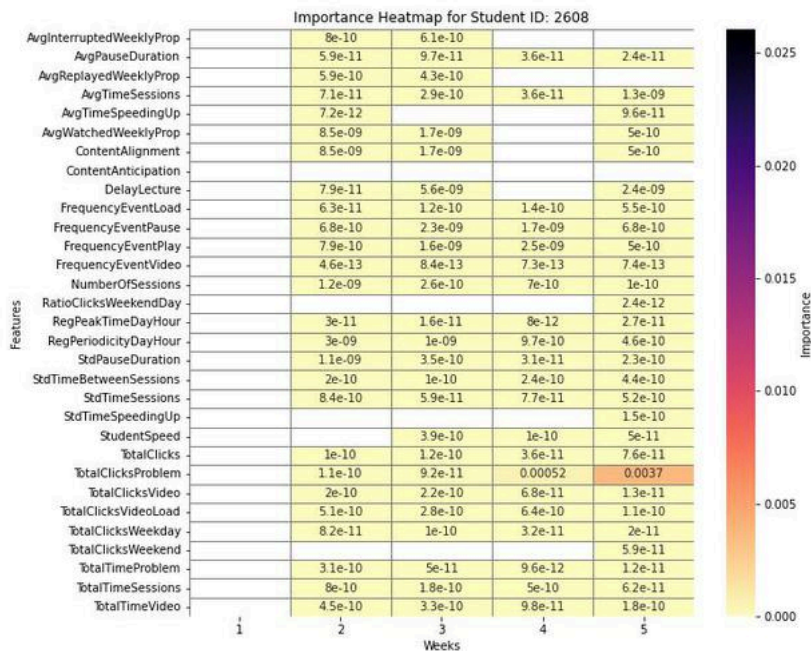 Importance Heatmap for Student ID: 2608
AvgInterruptedWeeklyProp 8e-10 6.1e-10
AvgPauseDuration 5.9e-11 9.7e-11 3.6e-11 2.4e-11
AvgReplayedWeeklyProp 5.9e-10 4.3e-10
AvgTimeSessions 7.1e-11 2.9e-10 3.6e-11 1.3e-09
AvgTimeSpeedingUp 7.2e-12 9.6e-11
AvgWatchedWeeklyProp 8.5e-09 1.7e-09 5e-10
ContentAlignment 8.5e-09 1.7e-09 5e-10
ContentAnticipation
DelayLecture 7.9e-11 5.6e-09 2.4e-09
FrequencyEventLoad 6.3e-11 1.2e-10 1.4e-10 5.5e-10
FrequencyEventPause 6.8e-10 2.3e-09 1.7e-09 6.8e-10
FrequencyEventPlay 7.9e-10 1.6e-09 2.5e-09 5e-10
FrequencyEventVideo 4.6e-13 8.4e-13 7.3e-13 7.4e-13
NumberOfSessions 1.2e-09 2.6e-10 7e-10 1e-10
RatioClicksWeekendDay 2.4e-12
RegPeakTimeDayHour 3e-11 1.6e-11 8e-12 2.7e-11
RegPeriodicityDayHour 3e-09 1e-09 9.7e-10 4.6e-10
StdPauseDuration 1.1e-09 3.5e-10 3.1e-11 2.3e-10
StdTimeBetweenSessions 2e-10 1e-10 2.4e-10 4.4e-10
StdTimeSessions 8.4e-10 5.9e-11 7.7e-11 5.2e-10
StdTimeSpeedingUp 1.5e-10
StudentSpeed 3.9e-10 1e-10 5e-11
TotalClicks 1e-10 1.2e-10 3.6e-11 7.6e-11
TotalClicksProblem 1.1e-10 9.2e-11 0.00052 0.0037
TotalClicksVideo 2e-10 2.2e-10 6.8e-11 1.3e-11
TotalClicksVideoLoad 5.1e-10 2.8e-10 6.4e-10 1.1e-10
TotalClicksWeekday 8.2e-11 1e-10 3.2e-11 2e-11
TotalClicksWeekend 5.9e-11
TotalTimeProblem 3.1e-10 5e-11 9.6e-12 1.2e-11
TotalTimeSessions 8e-10 1.8e-10 5e-10 6.2e-11
TotalTimeVideo 4.5e-10 3.3e-10 9.8e-11 1.8e-10
1 2 3 4 5
Weeks
Features
0.025
0.020
0.015
0.010
0.005
0.000
Importance